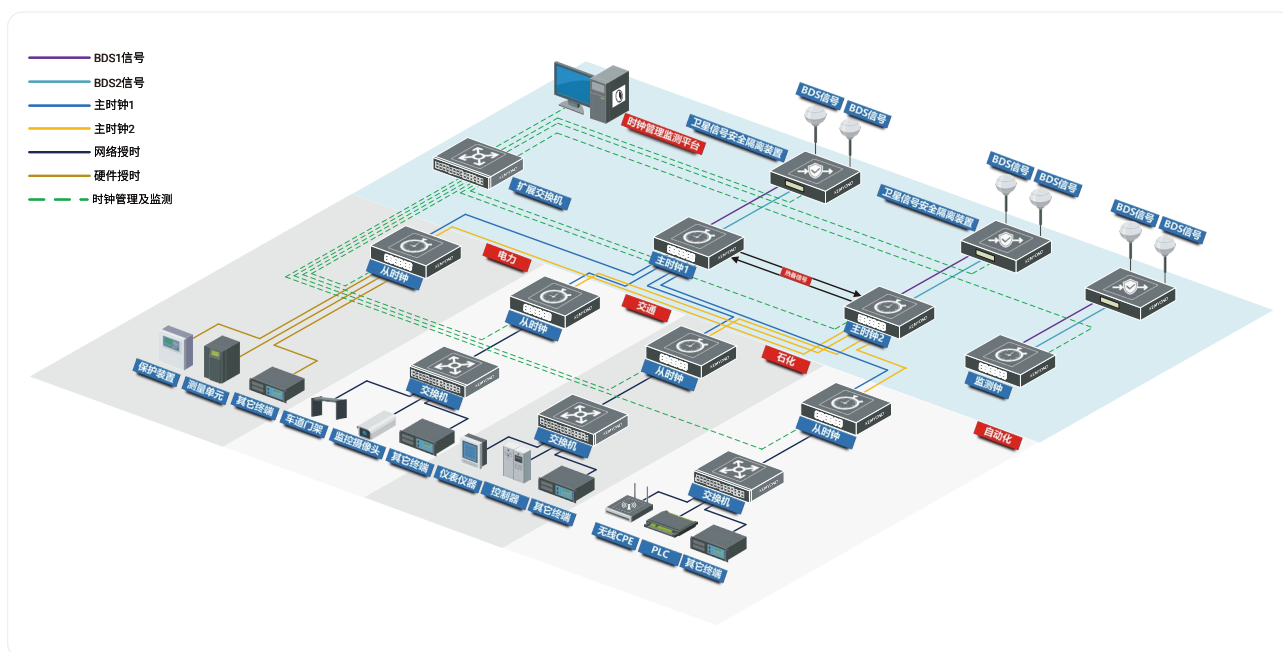 BDS1信号
BDS2信号
主时钟1
主时钟2
网络授时
硬件授时
时钟管理及监测
时钟管理监测平台
BDS信号
BDS信号
卫星信号安全隔离装置
BDS信号
BDS信号
卫星信号安全隔离装置
BDS信号
BDS信号
扩展交换机
主时钟1
热备信号
主时钟2
监测钟
从时钟
电力
从时钟
交通
从时钟
石化
从时钟
自动化
交换机
交换机
交换机
保护装置
测量单元
其它终端
车道门架
监控摄像头
其它终端
仪表仪器
控制器
其它终端
无线CPE
PLC
其它终端